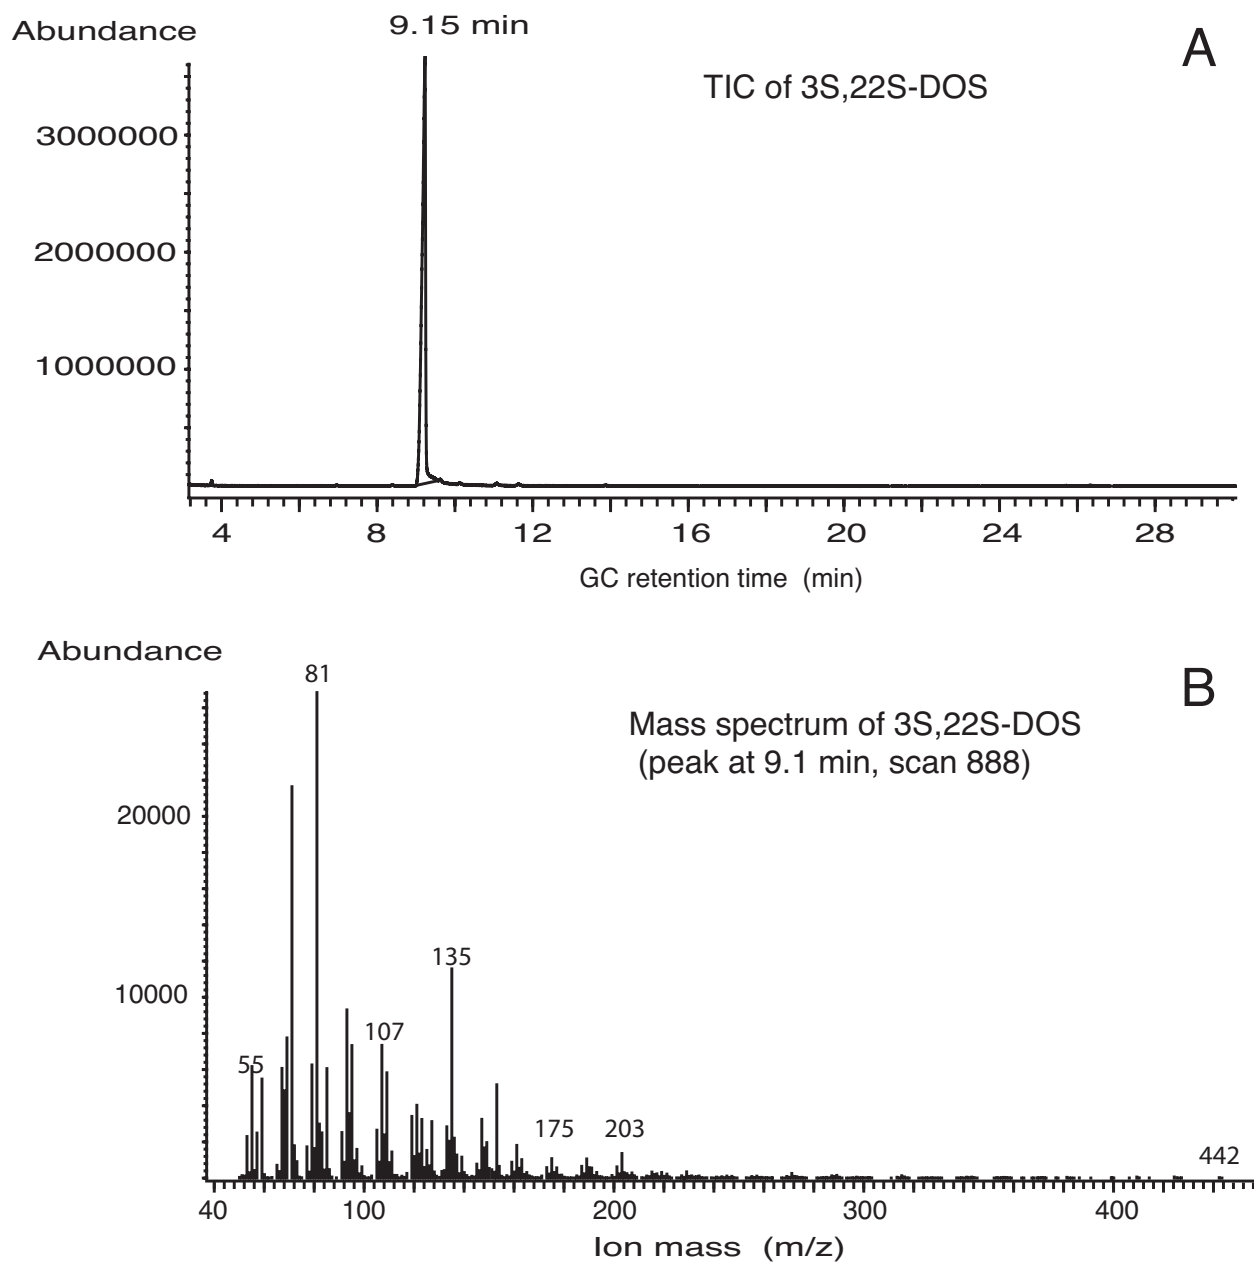 Abundance
9.15 min
A
TIC of 3S,22S-DOS
3000000
2000000
1000000
4 8 12 16 20 24 28
GC retention time (min)
Abundance
81
B
Mass spectrum of 3S,22S-DOS
(peak at 9.1 min, scan 888)
20000
135
10000
107
55
175 203
442
40 100 200 300 400
Ion mass (m/z)